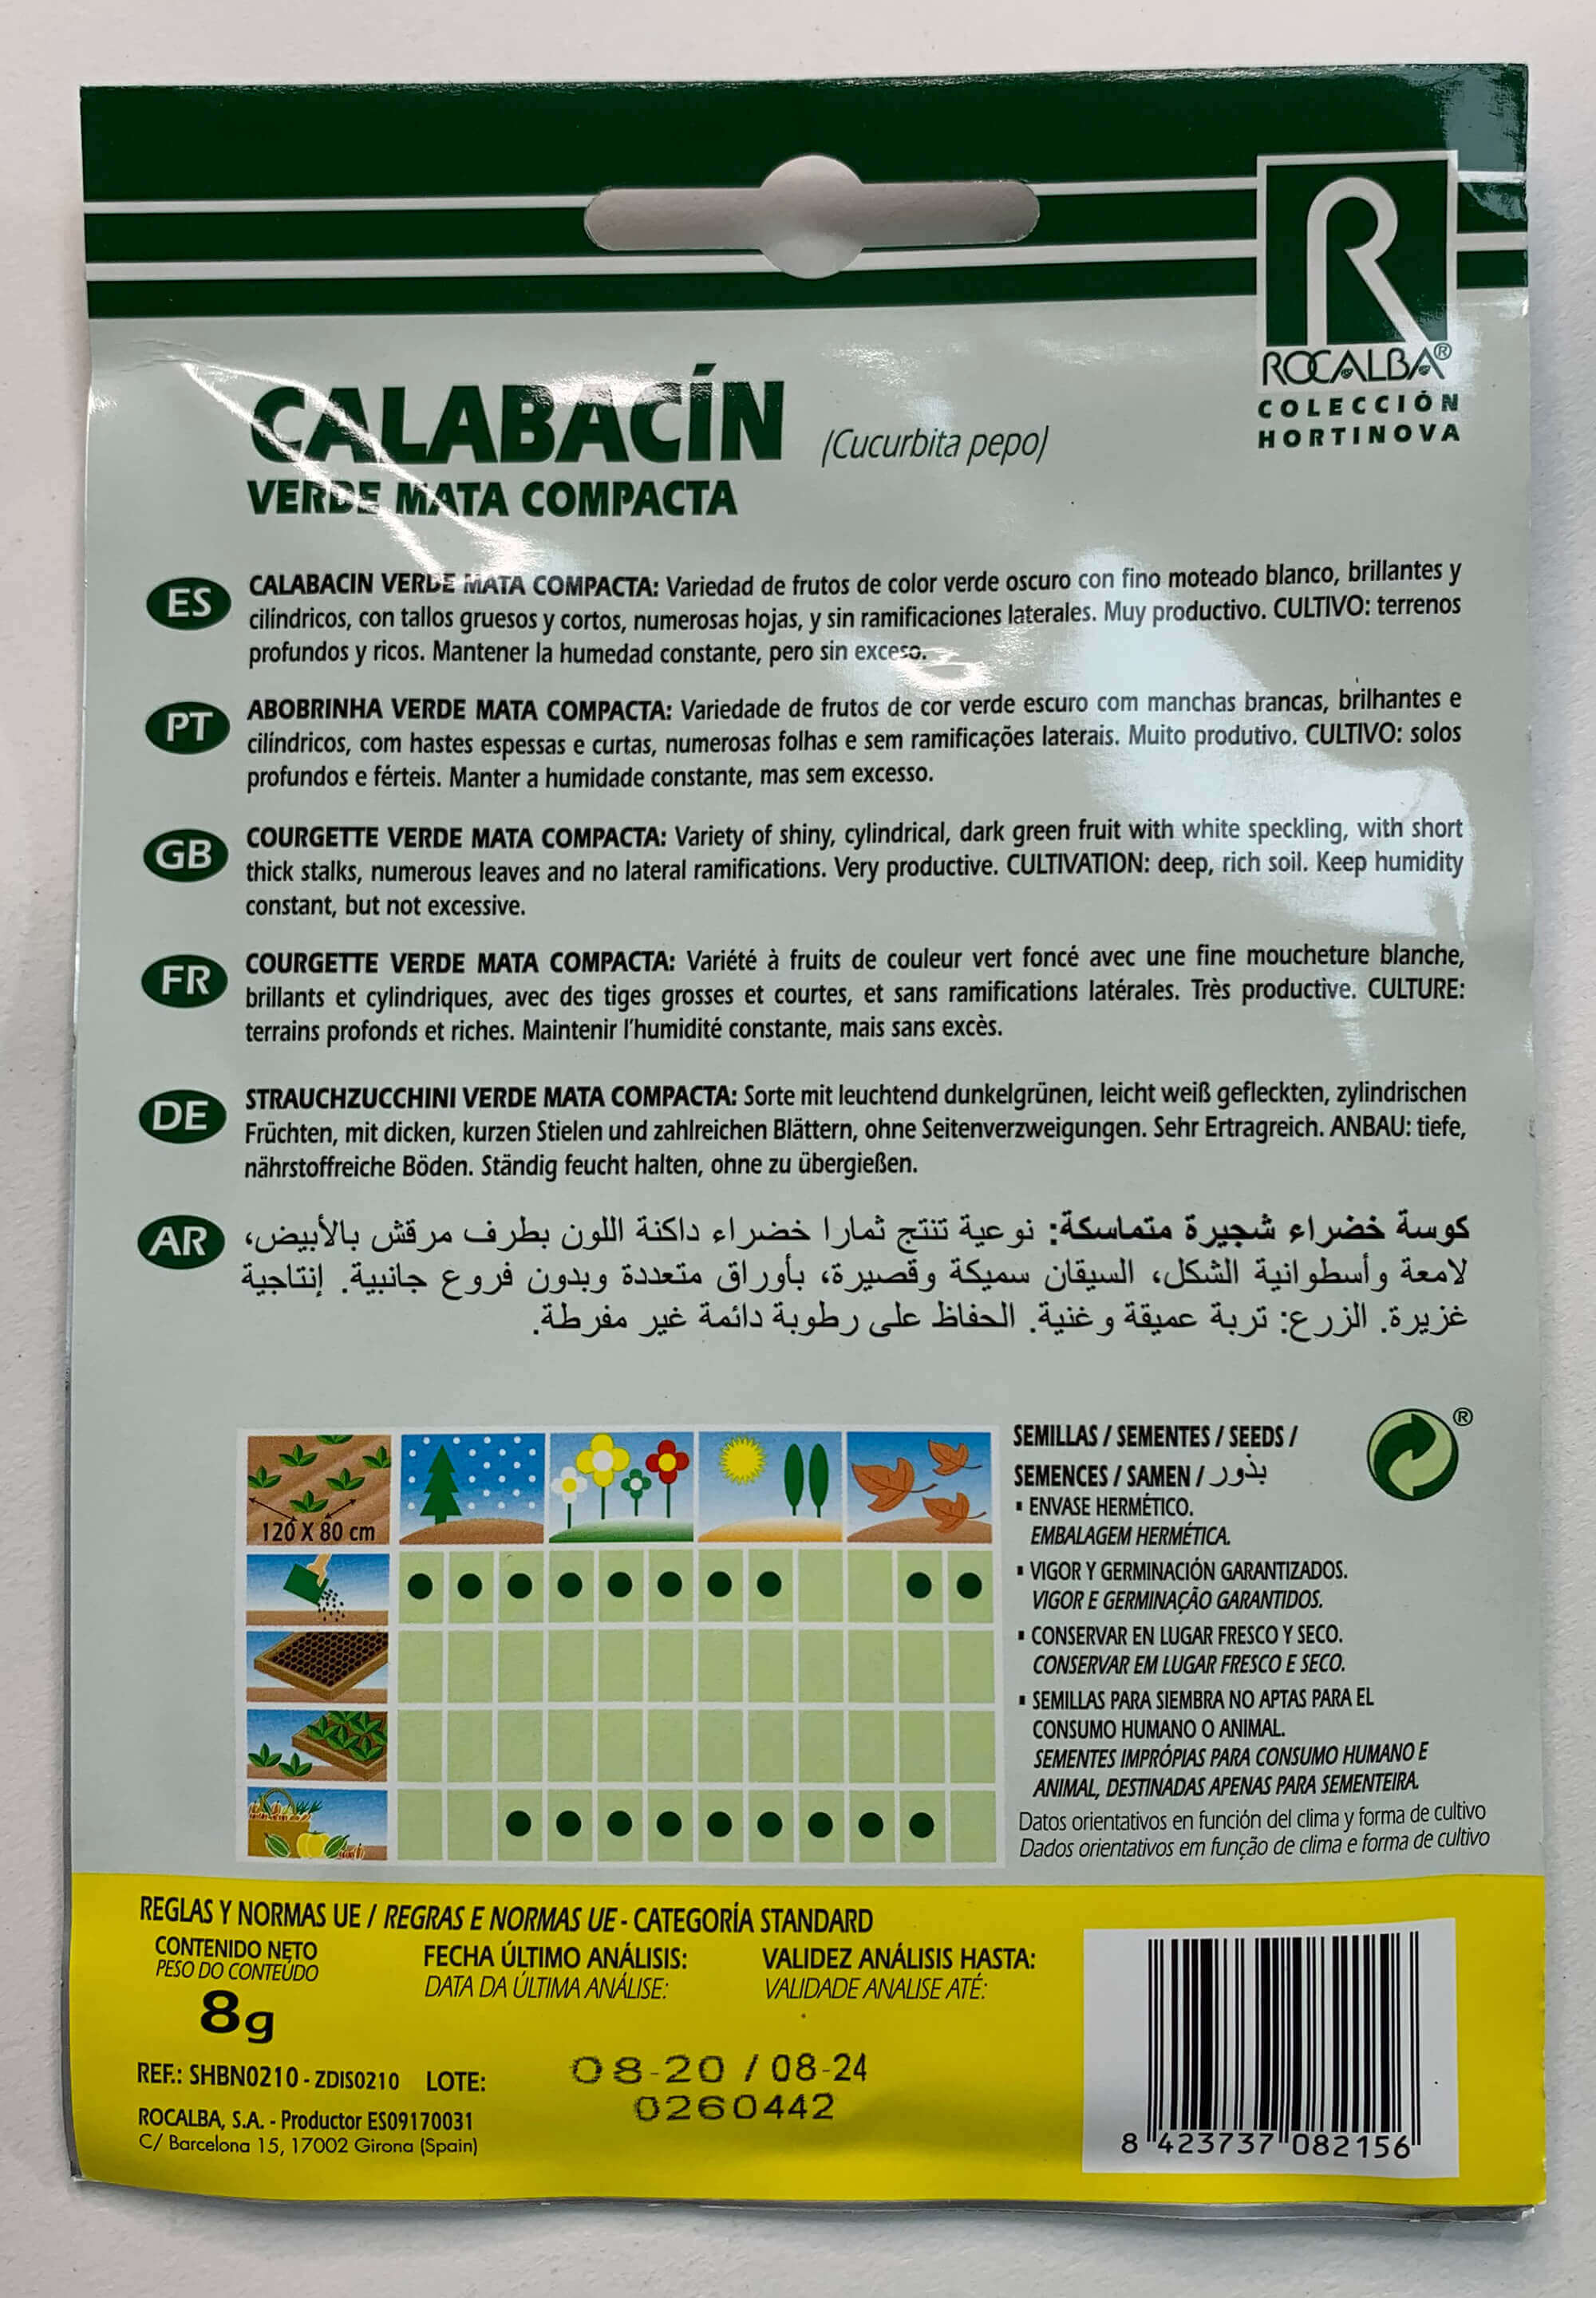 R
ROCALBA®
COLECCIÓN
HORTINOVA
CALABACÍN (Cucurbita pepo)
VERDE MATA COMPACTA
ES
CALABACIN VERDE MATA COMPACTA: Variedad de frutos de color verde oscuro con fino moteado blanco, brillantes y
cilíndricos, con tallos gruesos y cortos, numerosas hojas, y sin ramificaciones laterales. Muy productivo. CULTIVO: terrenos
profundos y ricos. Mantener la humedad constante, pero sin exceso.
PT
ABOBRINHA VERDE MATA COMPACTA: Variedade de frutos de cor verde escuro com manchas brancas, brilhantes e
cilíndricos, com hastes espessas e curtas, numerosas folhas e sem ramificações laterais. Muito produtivo. CULTIVO: solos
profundos e férteis. Manter a humidade constante, mas sem excesso.
GB
COURGETTE VERDE MATA COMPACTA: Variety of shiny, cylindrical, dark green fruit with white speckling, with short
thick stalks, numerous leaves and no lateral ramifications. Very productive. CULTIVATION: deep, rich soil. Keep humidity
constant, but not excessive.
FR
COURGETTE VERDE MATA COMPACTA: Variété à fruits de couleur vert foncé avec une fine moucheture blanche,
brillants et cylindriques, avec des tiges grosses et courtes, et sans ramifications latérales. Très productive. CULTURE:
terrains profonds et riches. Maintenir l'humidité constante, mais sans excès.
DE
STRAUCHZUCCHINI VERDE MATA COMPACTA: Sorte mit leuchtend dunkelgrünen, leicht weiß gefleckten, zylindrischen
Früchten, mit dicken, kurzen Stielen und zahlreichen Blättern, ohne Seitenverzweigungen. Sehr Ertragreich. ANBAU: tiefe,
nährstoffreiche Böden. Ständig feucht halten, ohne zu übergießen.
AR
كوسة خضراء شجيرة متماسكة: نوعية تنتج ثمارا خضراء داكنة اللون بطرف مرقش بالأبيض،
لامعة وأسطوانية الشكل، السيقان سميكة وقصيرة، بأوراق متعددة وبدون فروع جانبية. إنتاجية
غزيرة. الزرع: تربة عميقة وغنية. الحفاظ على رطوبة دائمة غير مفرطة.
120 X 80 cm
SEMILLAS / SEMENTES / SEEDS /
SEMENCES / SAMEN / بذور
®
▪ ENVASE HERMÉTICO.
EMBALAGEM HERMÉTICA.
▪ VIGOR Y GERMINACIÓN GARANTIZADOS.
VIGOR E GERMINAÇÃO GARANTIDOS.
▪ CONSERVAR EN LUGAR FRESCO Y SECO.
CONSERVAR EM LUGAR FRESCO E SECO.
▪ SEMILLAS PARA SIEMBRA NO APTAS PARA EL
CONSUMO HUMANO O ANIMAL.
SEMENTES IMPRÓPIAS PARA CONSUMO HUMANO E
ANIMAL, DESTINADAS APENAS PARA SEMENTEIRA.
Datos orientativos en función del clima y forma de cultivo
Dados orientativos em função de clima e forma de cultivo
REGLAS Y NORMAS UE / REGRAS E NORMAS UE - CATEGORÍA STANDARD
CONTENIDO NETO
PESO DO CONTEÚDO
8g
FECHA ÚLTIMO ANÁLISIS:
DATA DA ÚLTIMA ANÁLISE:
VALIDEZ ANÁLISIS HASTA:
VALIDADE ANALISE ATÉ:
08-20 / 08-24
REF.: SHBN0210 - ZDIS0210 LOTE:
0260442
ROCALBA, S.A. - Productor ES09170031
C/ Barcelona 15, 17002 Girona (Spain)
8 423737 082156